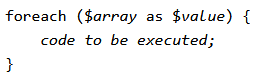 foreach ($array as $value) {
    code to be executed;
}